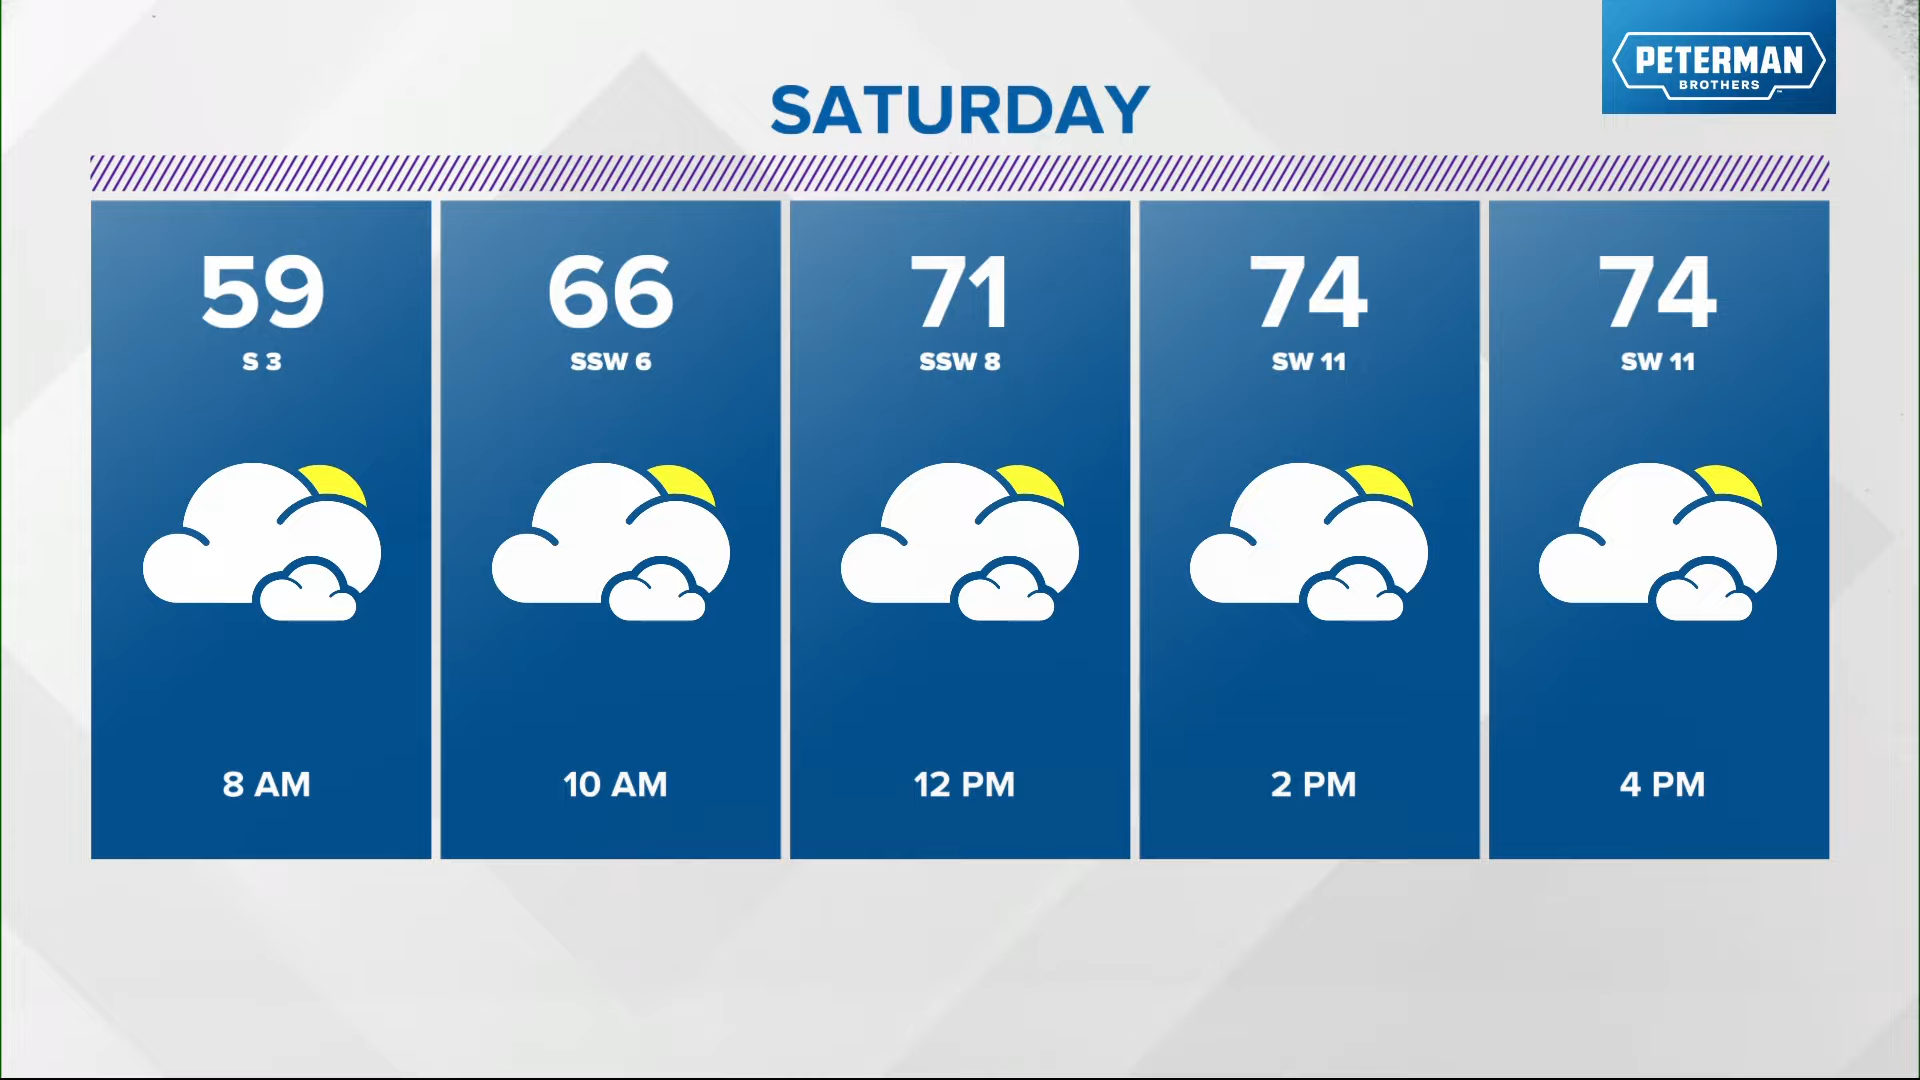 PETERMAN
BROTHERS
SATURDAY
59
S 3
8 AM
66
SSW 6
10 AM
71
SSW 8
12 PM
74
SW 11
2 PM
74
SW 11
4 PM